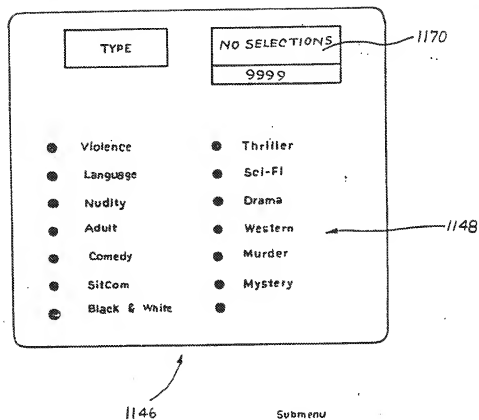 TYPE
NO SELECTIONS
1170
9999
Violence
Thriller
Language
Sci-Fi
Nudity
Drama
Adult
Western
1148
Comedy
Murder
SitCom
Mystery
Black & White
1146
Submenu